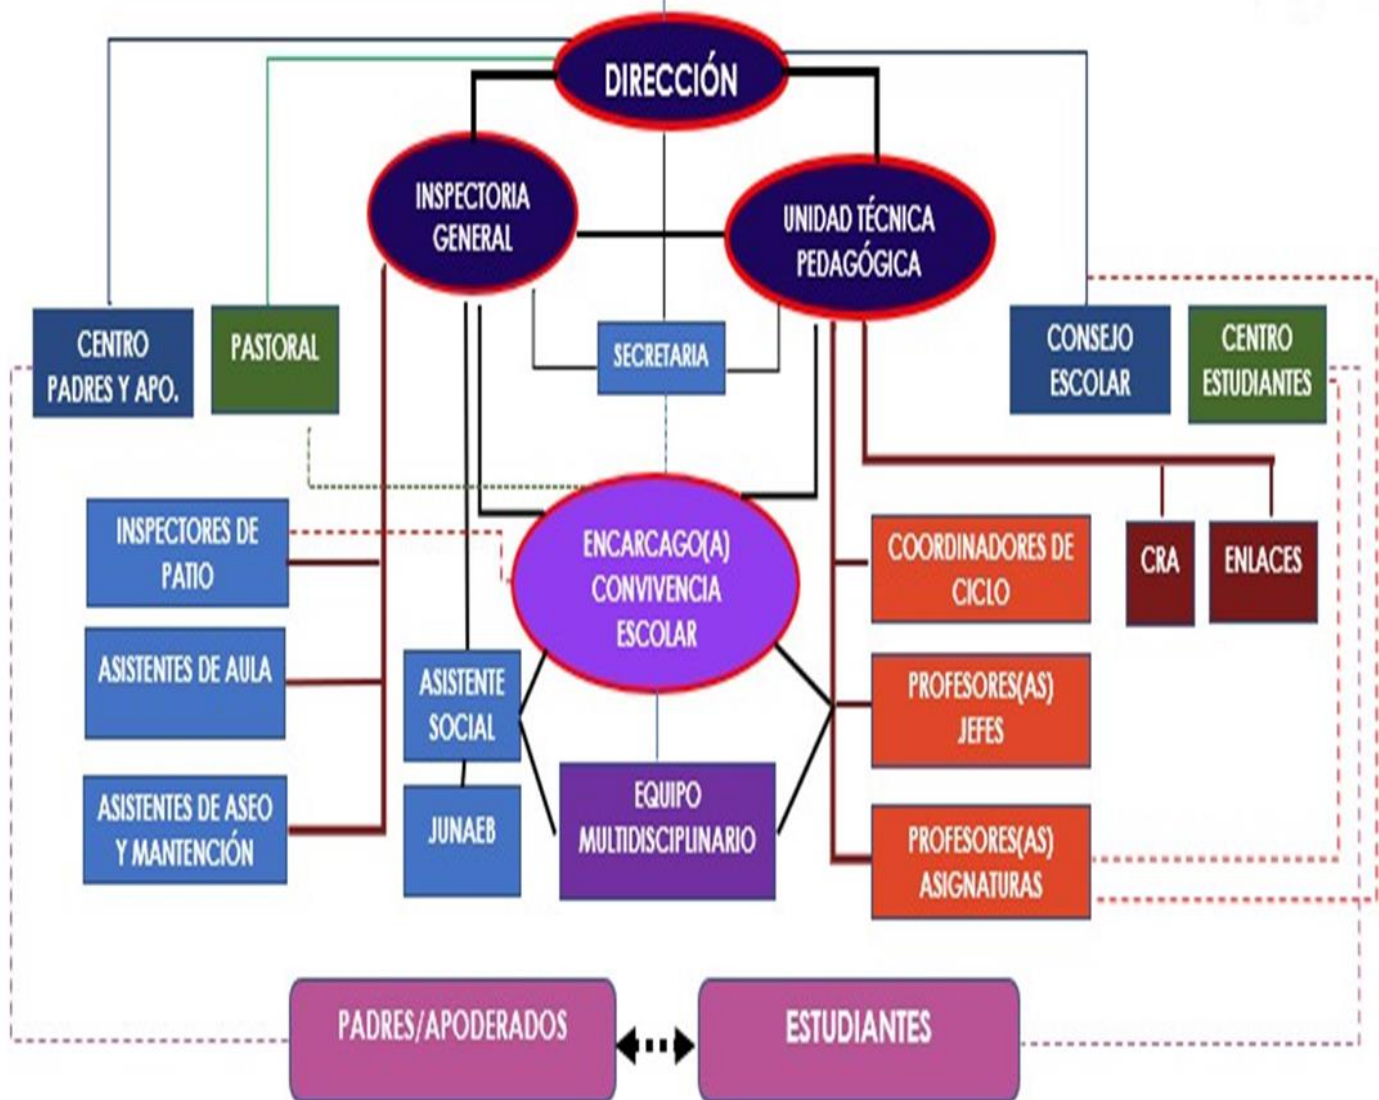 DIRECCIÓN
INSPECTORIA
GENERAL
UNIDAD TÉCNICA
PEDAGÓGICA
CENTRO
PADRES Y APO.
PASTORAL
SECRETARIA
CONSEJO
ESCOLAR
CENTRO
ESTUDIANTES
INSPECTORES DE
PATIO
ENCARCAGO(A)
CONVIVENCIA
ESCOLAR
COORDINADORES DE
CICLO
CRA
ENLACES
ASISTENTES DE AULA
ASISTENTE
SOCIAL
PROFESORES(AS)
JEFES
ASISTENTES DE ASEO
Y MANTENCIÓN
JUNAEB
EQUIPO
MULTIDISCIPLINARIO
PROFESORES(AS)
ASIGNATURAS
PADRES/APODERADOS
ESTUDIANTES